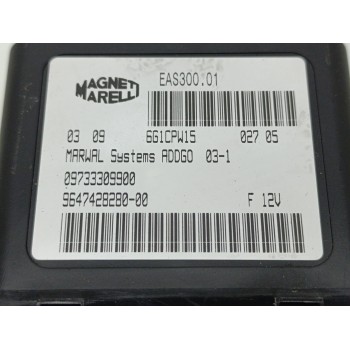 MAGNETI
MARELLI
EAS300.01
03 09 6G1CPW15 027 05
MARWAL Systems ADDGO 03-1
09733309900
9647428280-00 F 12V